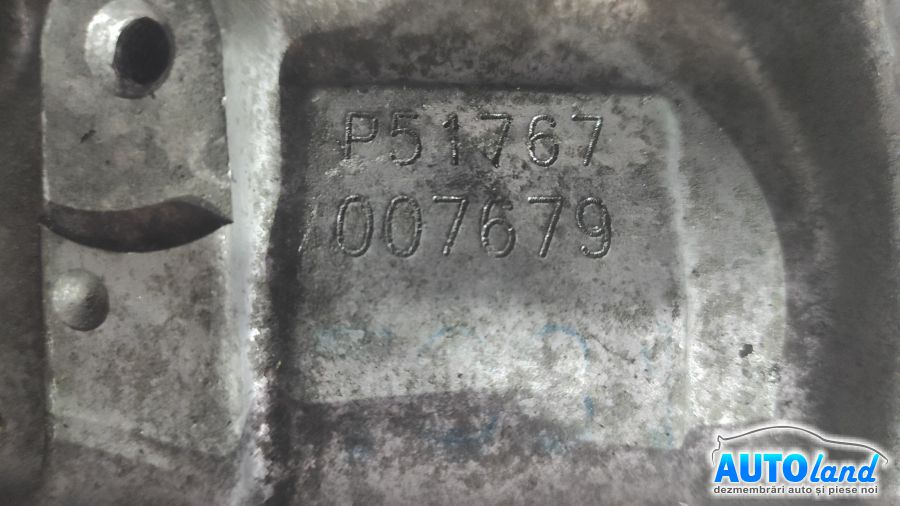 P51767
007679
AUTOland
dezmembrări auto și piese noi